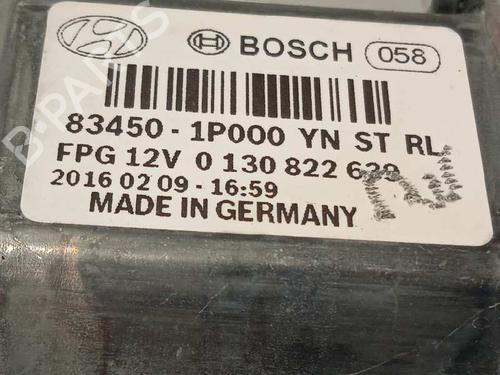 BOSCH 058
83450 - 1P000 YN ST RL
FPG 12V 0 130 822 629
2016 02 09 - 16:59
MADE IN GERMANY
B-PARTS